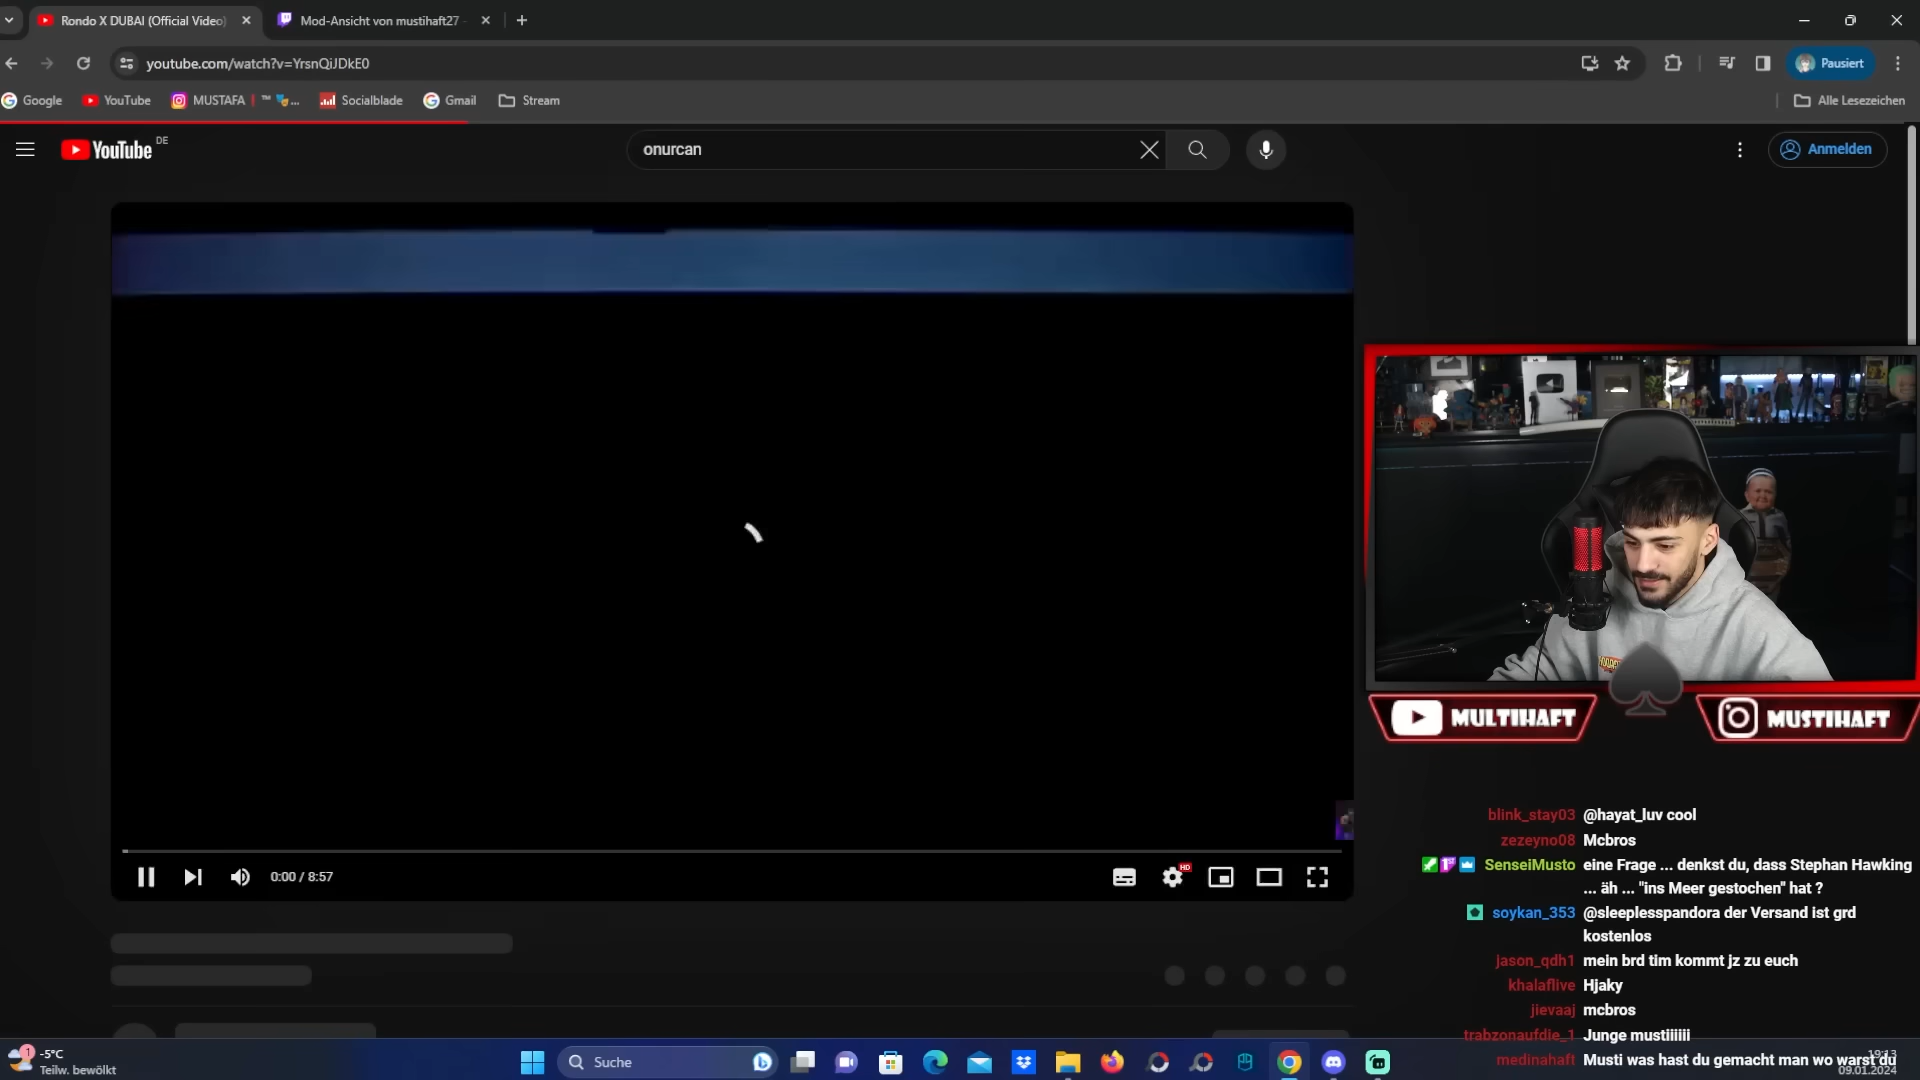 Rondo X DUBAI (Official Video)
Mod-Ansicht von mustihaft27 -
youtube.com/watch?v=YrsnQiJDkE0
Pausiert
Google
YouTube
MUSTAFA
Socialblade
Gmail
Stream
Alle Lesezeichen
YouTube DE
onurcan
Anmelden
MULTIHAFT
MUSTIHAFT
0:00 / 8:57
HD
blink_stay03 @hayat_luv cool
zezeyno08 Mcbros
SenseiMusto eine Frage ... denkst du, dass Stephan Hawking
... äh ... "ins Meer gestochen" hat ?
soykan_353 @sleeplesspandora der Versand ist grd
kostenlos
jason_qdh1 mein brd tim kommt jz zu euch
khalaflive Hjaky
jievaaj mcbros
trabzonaufdie_1 Junge mustiiiiii
medinahaft Musti was hast du gemacht man wo warst du
1
-5°C
Teilw. bewölkt
Suche
19:13
09.01.2024